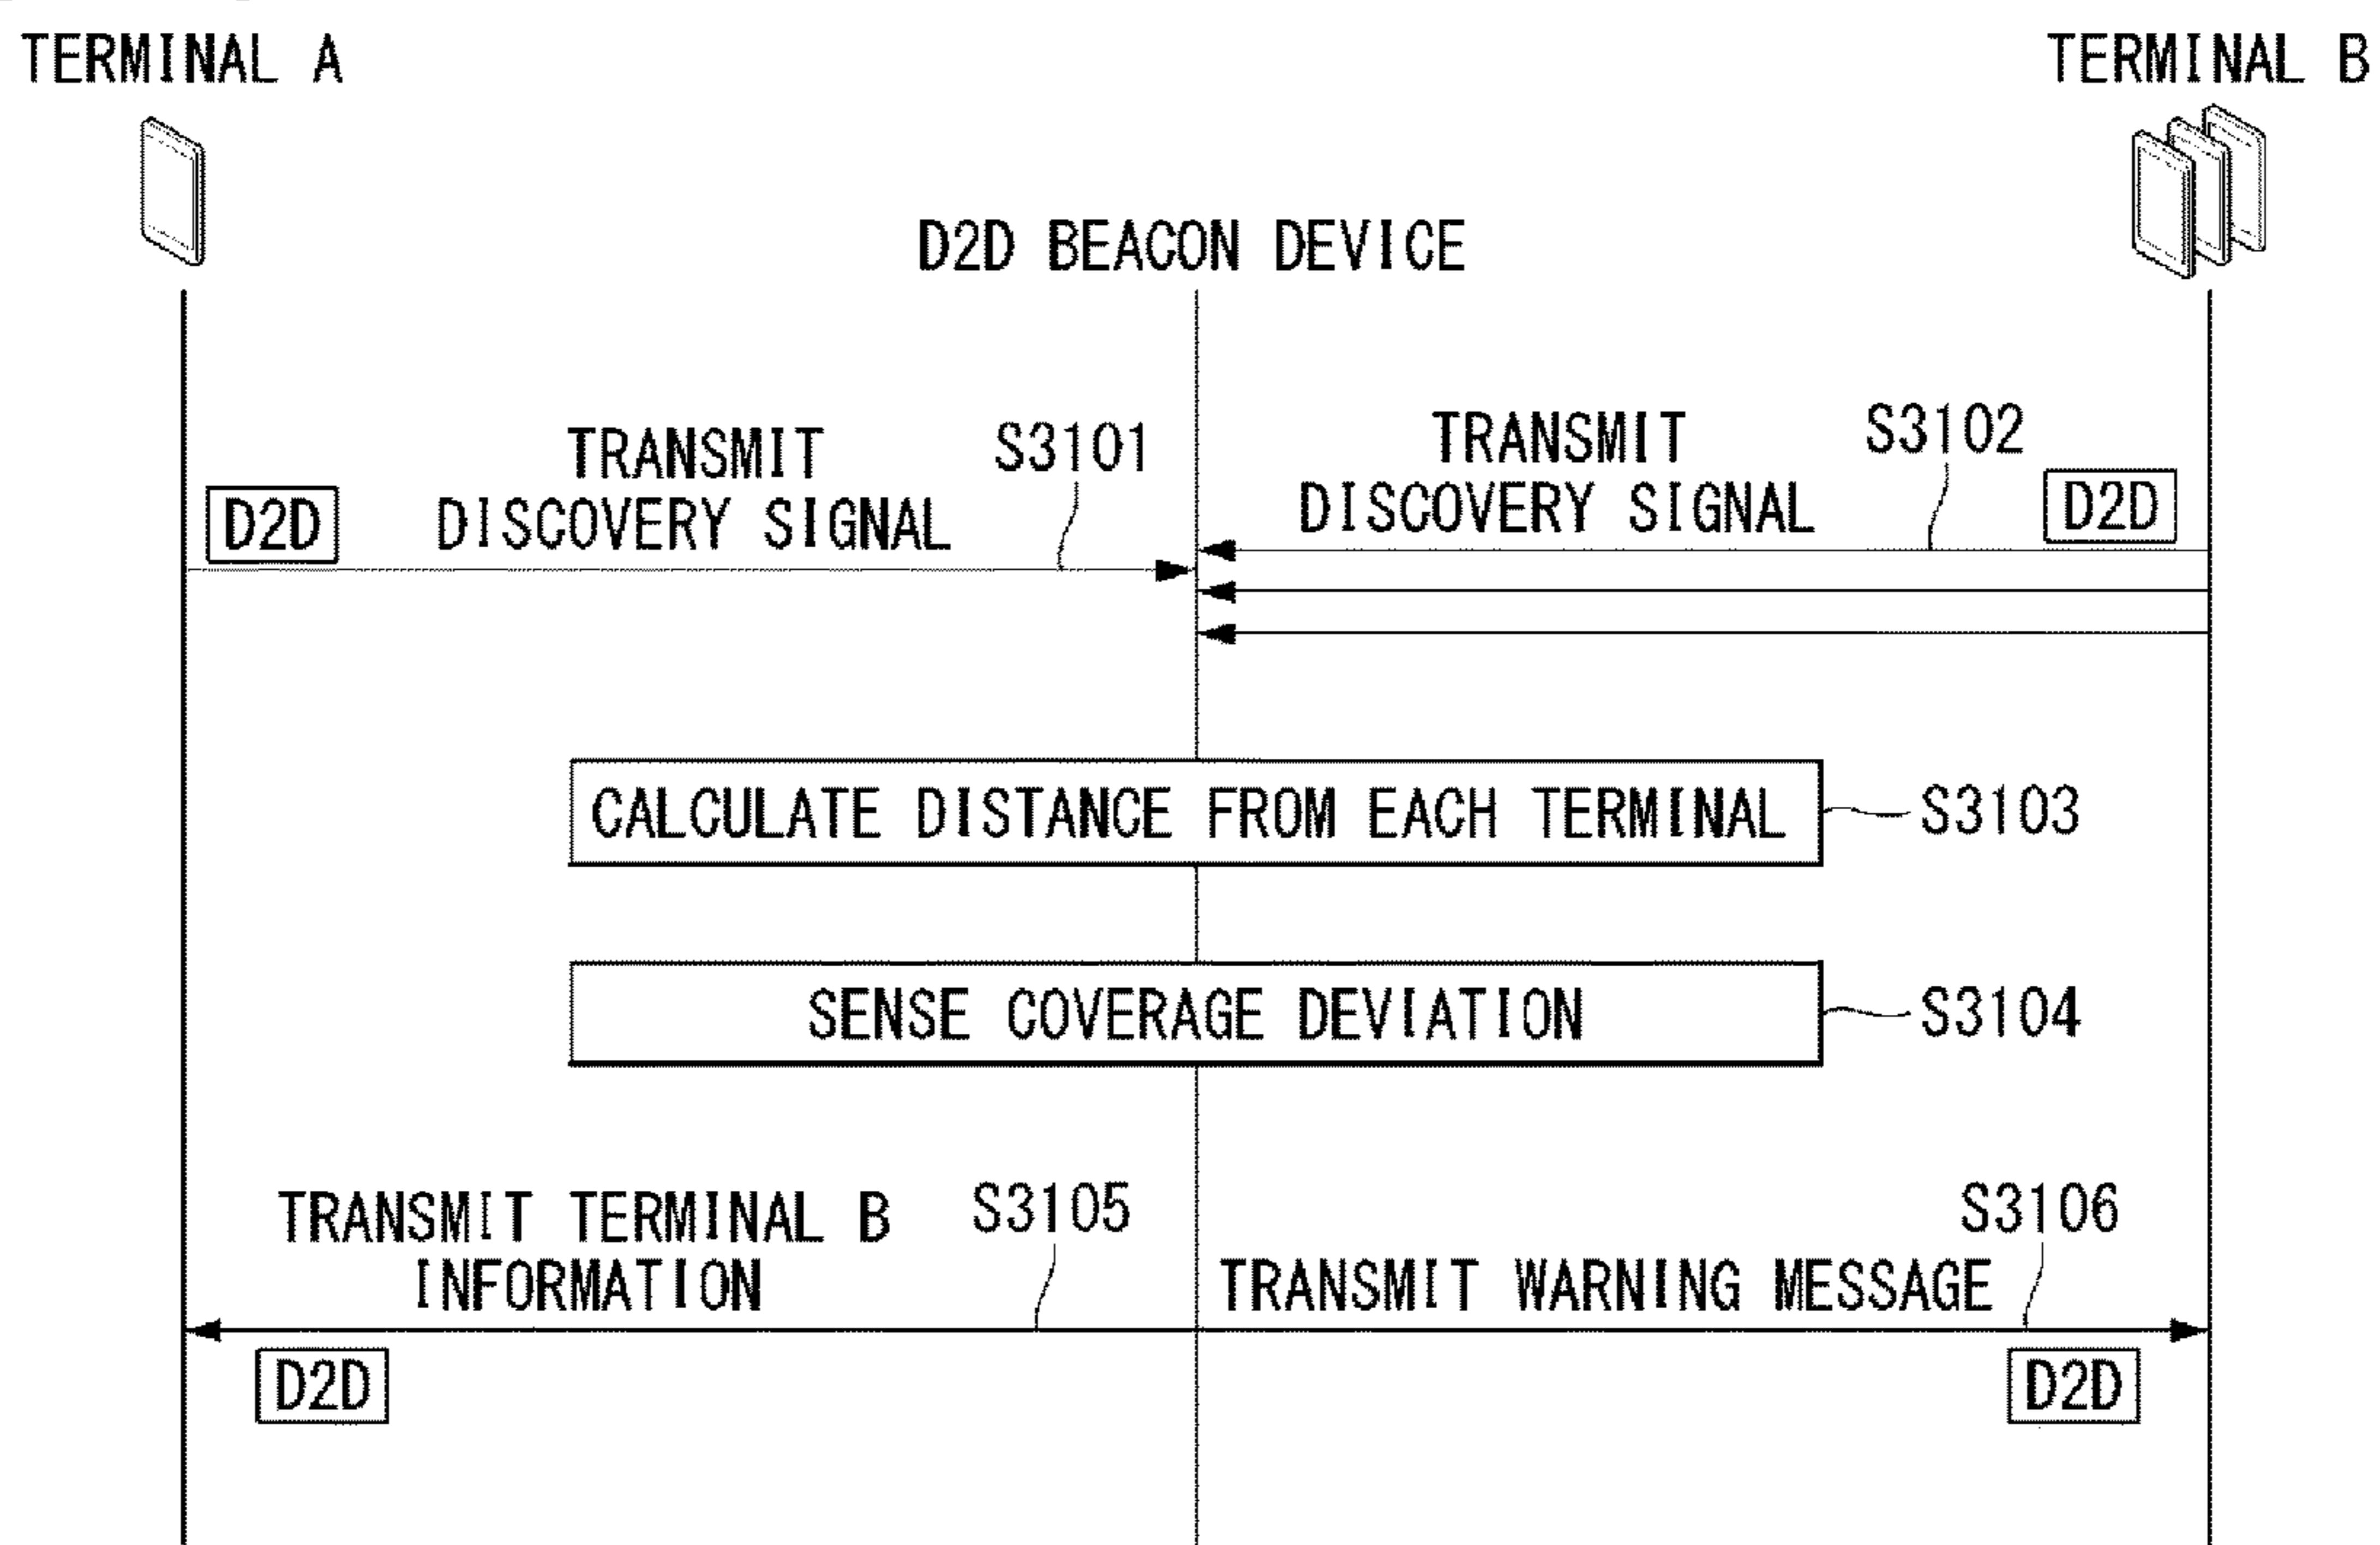 TERMINAL A
TERMINAL B
D2D BEACON DEVICE
TRANSMIT
DISCOVERY SIGNAL
S3101
D2D
TRANSMIT
DISCOVERY SIGNAL
S3102
D2D
CALCULATE DISTANCE FROM EACH TERMINAL
S3103
SENSE COVERAGE DEVIATION
S3104
TRANSMIT TERMINAL B
INFORMATION
S3105
D2D
TRANSMIT WARNING MESSAGE
S3106
D2D